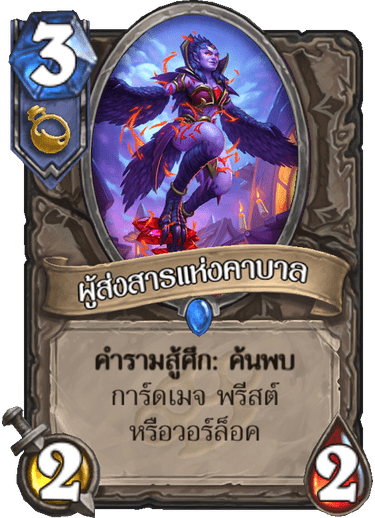 3
ผู้ส่งสารแห่งคาบาล
คำรามสู้ศึก: ค้นพบ
การ์ดเมจ พรีสต์
หรือวอร์ล็อค
2
2